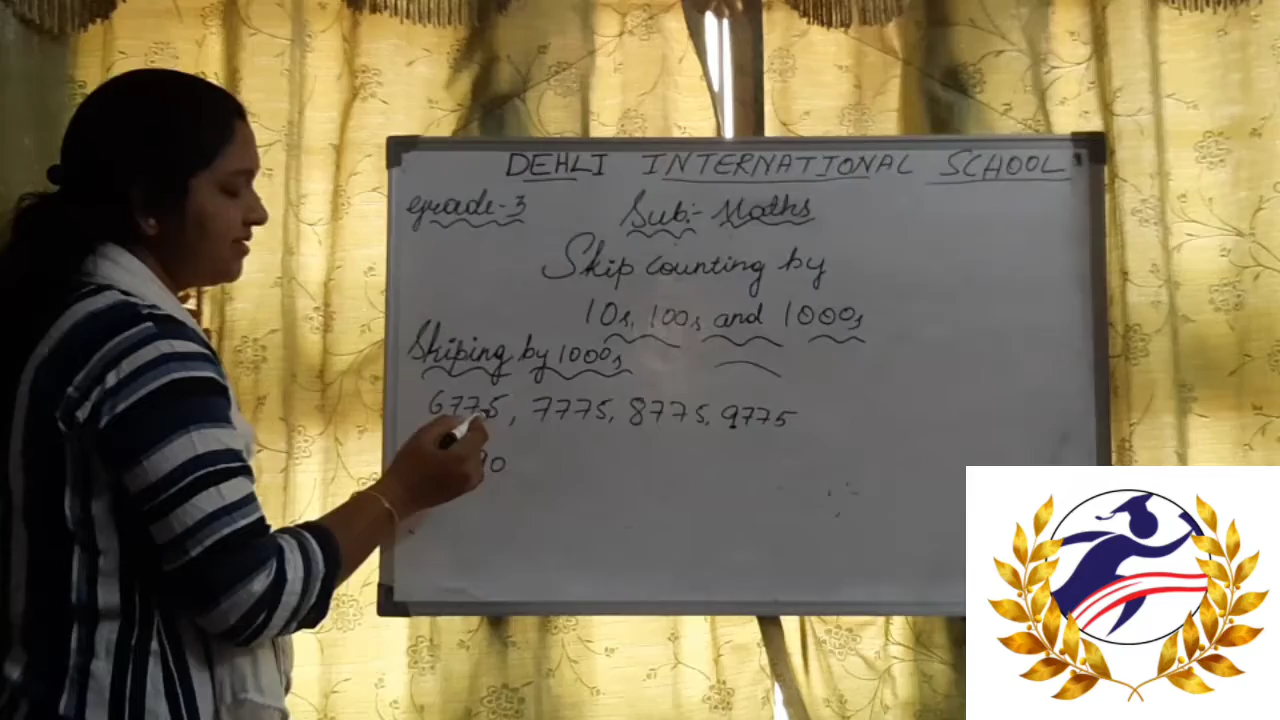 DEHLI INTERNATIONAL SCHOOL
grade-3 Sub:- Maths
Skip counting by
10s, 100s and 1000s
Skiping by 1000s
6775, 7775, 8775, 9775